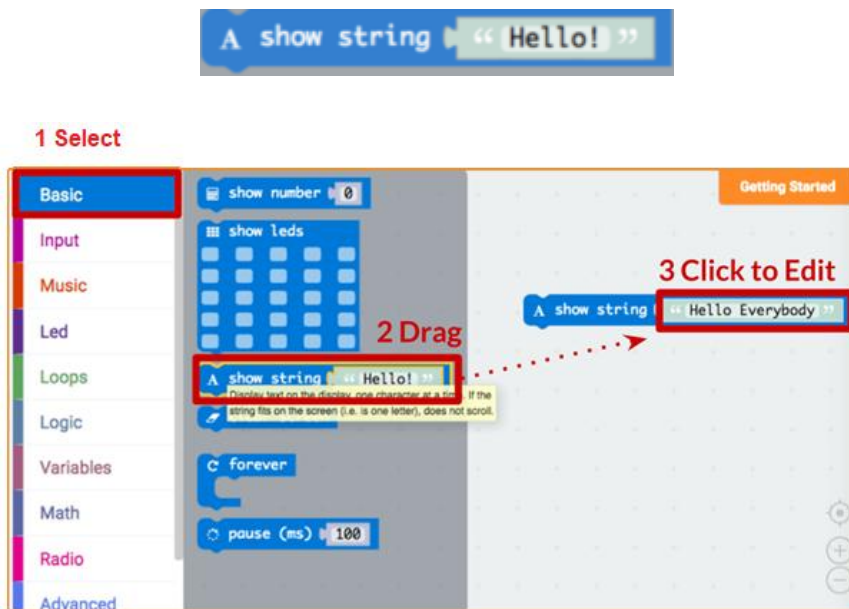 A show string “ Hello! ”
1 Select
Basic
Input
Music
Led
Loops
Logic
Variables
Math
Radio
Advanced
show number 0
show leds
2 Drag
A show string “ Hello! ”
Display text on the display, one character at a time. If the
string fits on the screen (i.e. is one letter), does not scroll.
forever
pause (ms) 100
Getting Started
3 Click to Edit
A show string “ Hello Everybody ”